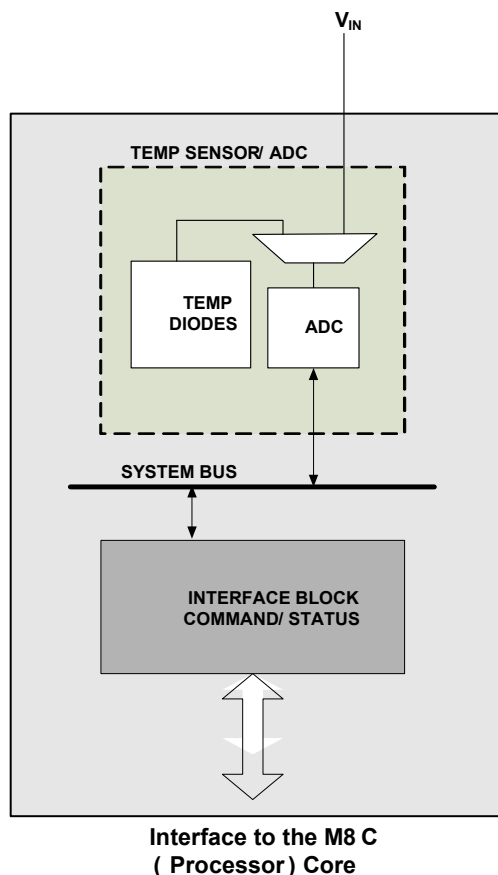 VIN
TEMP SENSOR/ ADC
TEMP
DIODES
ADC
SYSTEM BUS
INTERFACE BLOCK
COMMAND/ STATUS
Interface to the M8 C
( Processor ) Core